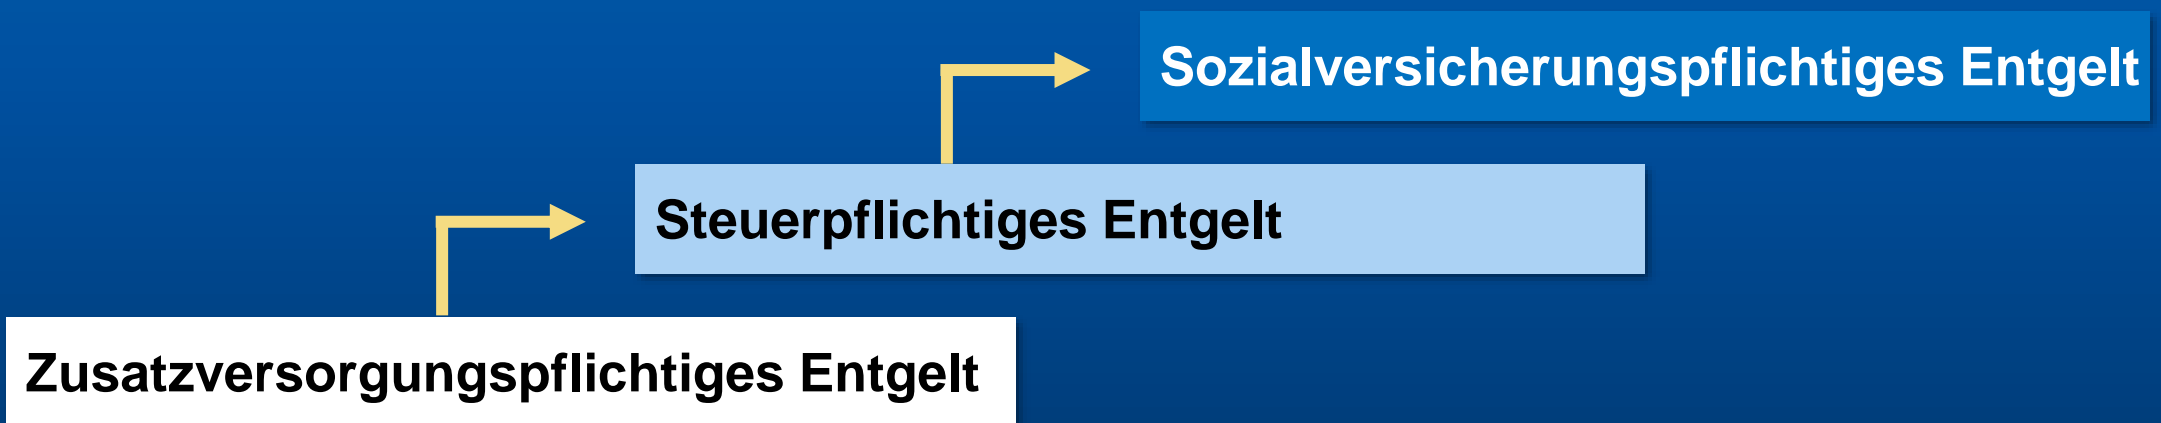 Sozialversicherungspflichtiges Entgelt
Steuerpflichtiges Entgelt
Zusatzversorgungspflichtiges Entgelt